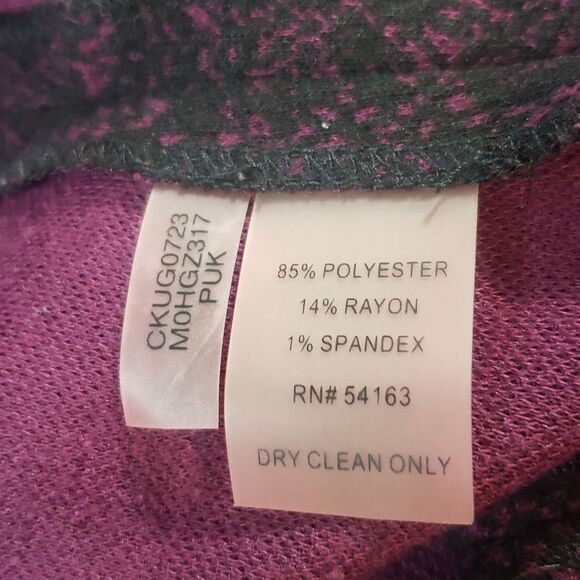 CKUG0723
M0HGZ317
PUK
85% POLYESTER
14% RAYON
1% SPANDEX
RN# 54163
DRY CLEAN ONLY